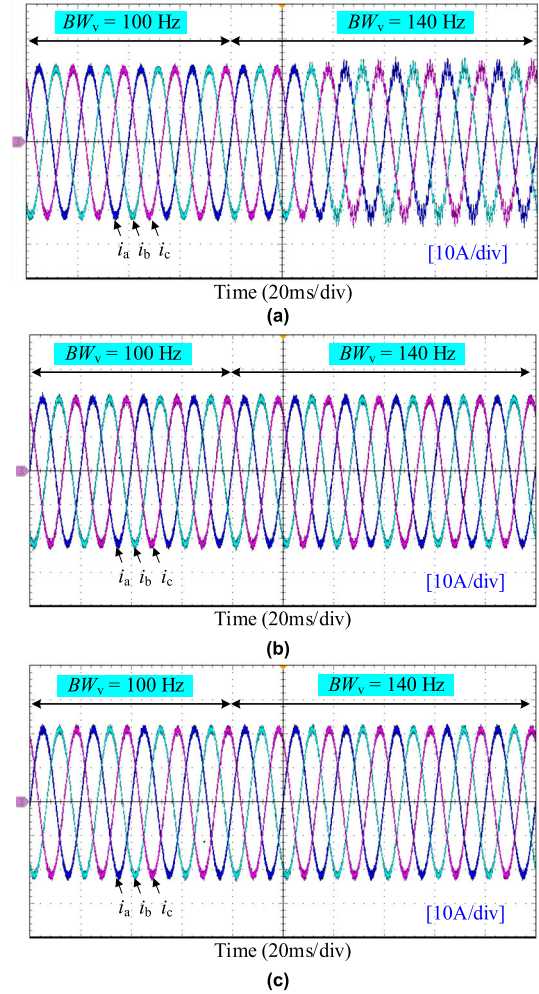 BWv = 100 Hz
BWv = 140 Hz
ia ib ic
[10A/div]
Time (20ms/div)
(a)
BWv = 100 Hz
BWv = 140 Hz
ia ib ic
[10A/div]
Time (20ms/div)
(b)
BWv = 100 Hz
BWv = 140 Hz
ia ib ic
[10A/div]
Time (20ms/div)
(c)